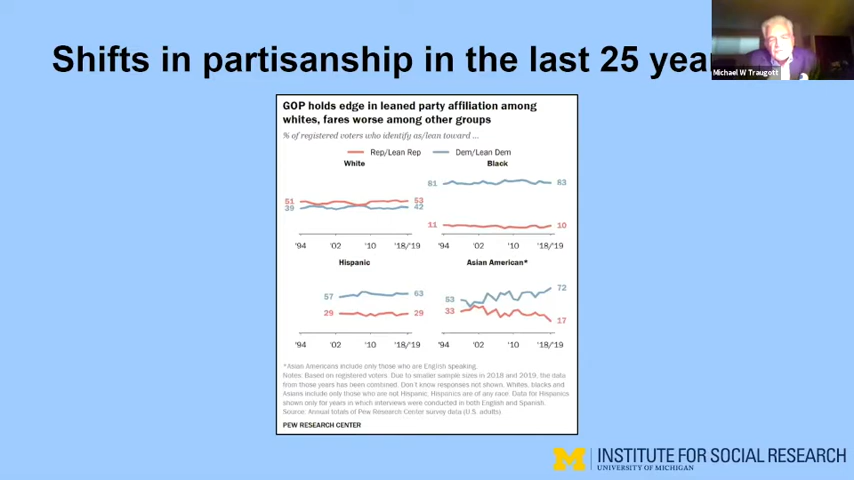 Shifts in partisanship in the last 25 yea
Michael W Traugott
GOP holds edge in leaned party affiliation among
whites, fares worse among other groups
% of registered voters who identify as/lean toward ...
Rep/Lean Rep Dem/Lean Dem
White
51
39
53
42
'94 '02 '10 '18/'19
Black
81
83
11
10
'94 '02 '10 '18/'19
Hispanic
57
63
29
29
'94 '02 '10 '18/'19
Asian American*
53
72
33
17
'94 '02 '10 '18/'19
*Asian Americans include only those who are English speaking.
Notes: Based on registered voters. Due to smaller sample sizes in 2018 and 2019, the data
from those years has been combined. Don't know responses not shown. Whites, blacks and
Asians include only those who are not Hispanic. Hispanics are of any race. Data for Hispanics
shown only for years in which interviews were conducted in both English and Spanish.
Source: Annual totals of Pew Research Center survey data (U.S. adults).
PEW RESEARCH CENTER
M INSTITUTE FOR SOCIAL RESEARCH
UNIVERSITY OF MICHIGAN